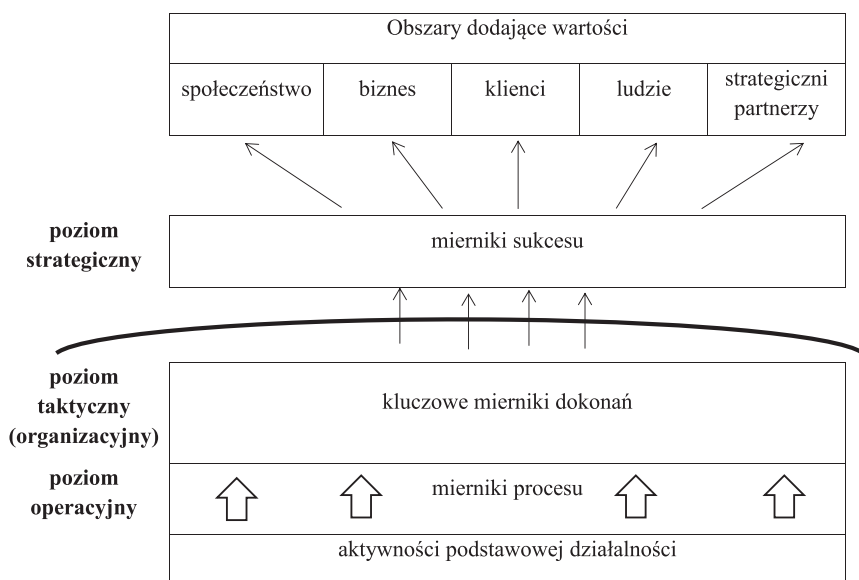 Obszary dodające wartości
społeczeństwo
biznes
klienci
ludzie
strategiczni
partnerzy
poziom
strategiczny
mierniki sukcesu
poziom
taktyczny
(organizacyjny)
kluczowe mierniki dokonań
poziom
operacyjny
mierniki procesu
aktywności podstawowej działalności